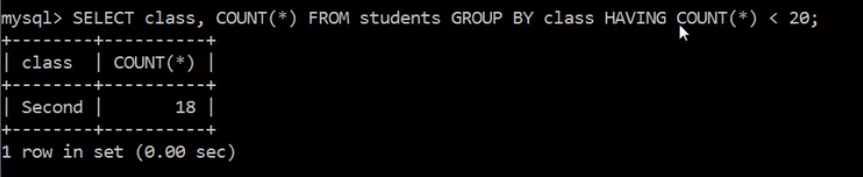 mysql> SELECT class, COUNT(*) FROM students GROUP BY class HAVING COUNT(*) < 20;
+--------+----------+
| class  | COUNT(*) |
+--------+----------+
| Second |       18 |
+--------+----------+
1 row in set (0.00 sec)